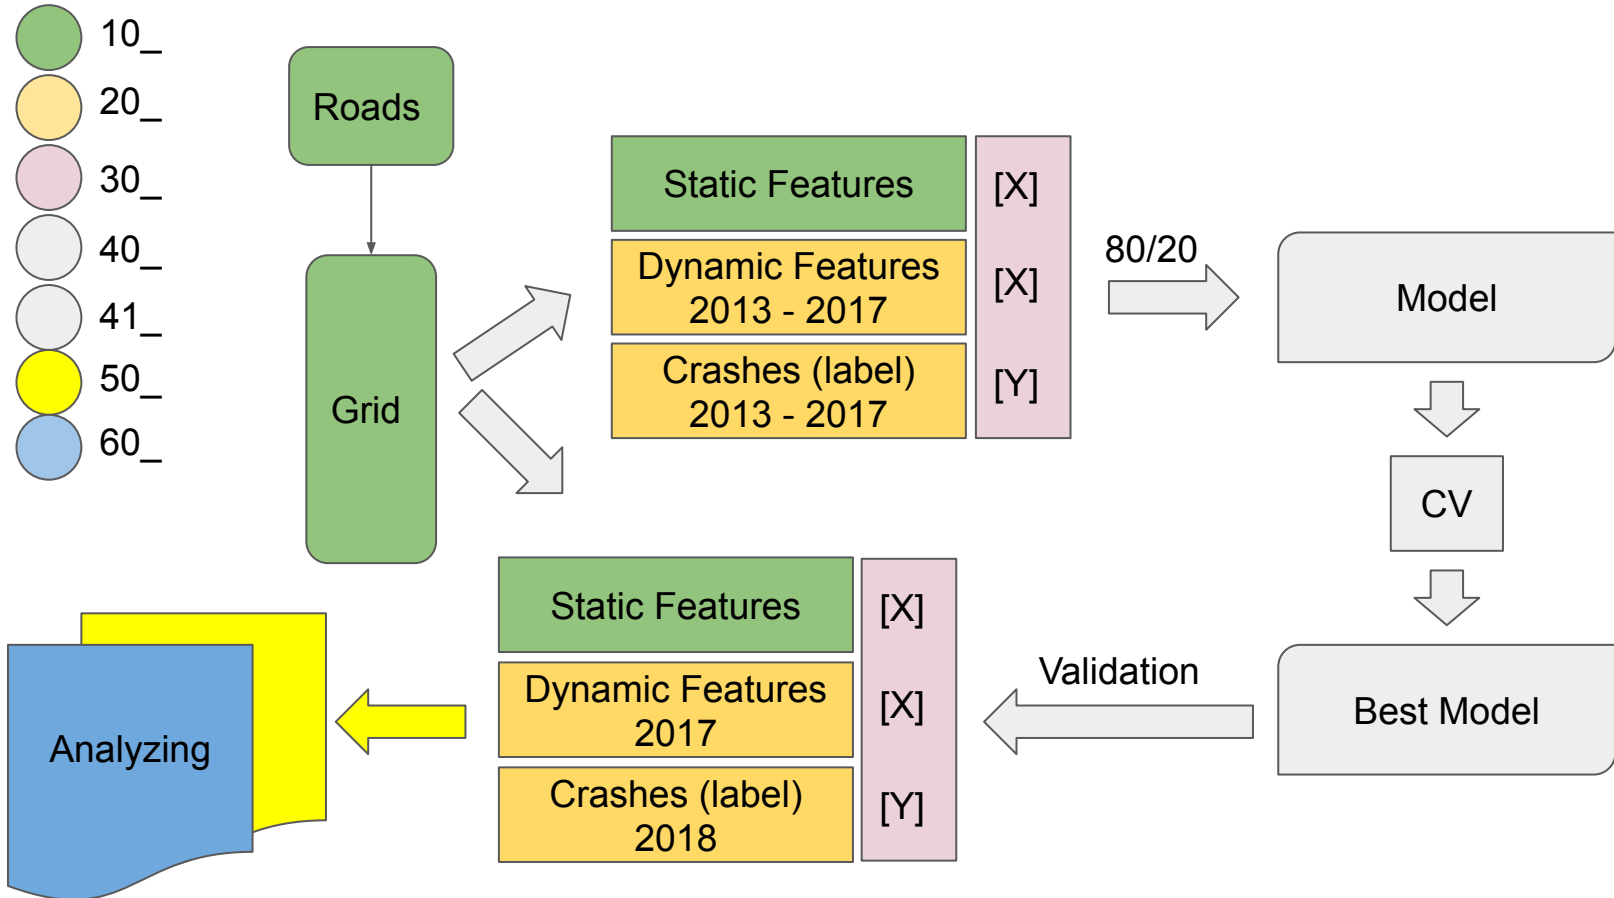 10_
20_
30_
40_
41_
50_
60_
Roads
Grid
Static Features
[X]
Dynamic Features
2013 - 2017
[X]
Crashes (label)
2013 - 2017
[Y]
80/20
Model
CV
Best Model
Validation
Static Features
[X]
Dynamic Features
2017
[X]
Crashes (label)
2018
[Y]
Analyzing